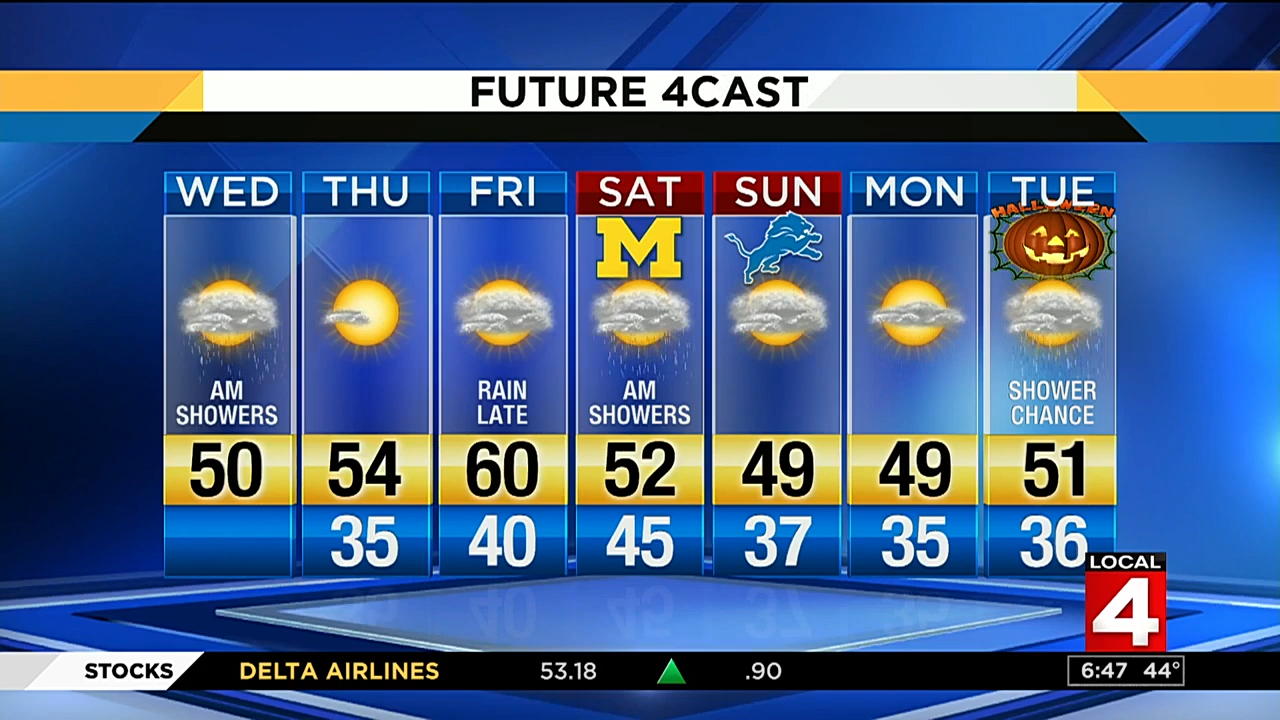 FUTURE 4CAST
WED THU FRI SAT SUN MON TUE
M
HALLOWEEN
AM SHOWERS
RAIN LATE
AM SHOWERS
SHOWER CHANCE
50 54 60 52 49 49 51
35 40 45 37 35 36
LOCAL
4
STOCKS DELTA AIRLINES 53.18 .90 6:47 44°